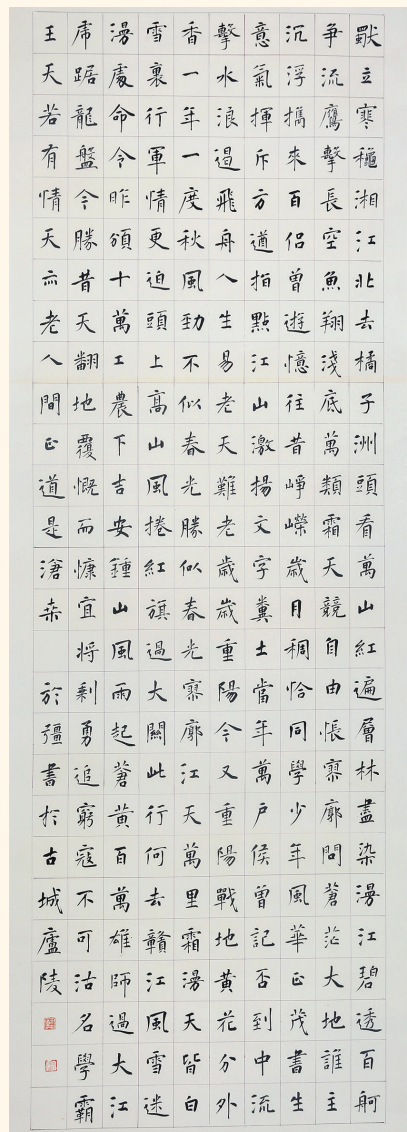 獨立寒穐湘江北去橘子洲頭看萬山紅遍層林盡染漫江碧透百舸
争流鷹擊長空魚翔淺底萬類霜天競自由悵寥廓問蒼茫大地誰主
沉浮攜來百侣曾遊憶往昔崢嶸歲月稠恰同學少年風華正茂書生
意氣揮斥方遒指點江山激揚文字糞土當年萬户侯曾記否到中流
擊水浪遏飛舟人生易老天難老歲歲重陽今又重陽戰地黄花分外
香一年一度秋風勁不似春光勝似春光寥廓江天萬里霜漫天皆白
雪裏行軍情更迫頭上高山風捲紅旗過大關此行何去贛江風雪迷
漫處命令昨頒十萬工農下吉安鍾山風雨起蒼黄百萬雄師過大江
虎踞龍盤今勝昔天翻地覆慨而慷宜將剩勇追窮寇不可沽名學霸
王天若有情天亦老人間正道是滄桑 於彊書於古城廬陵